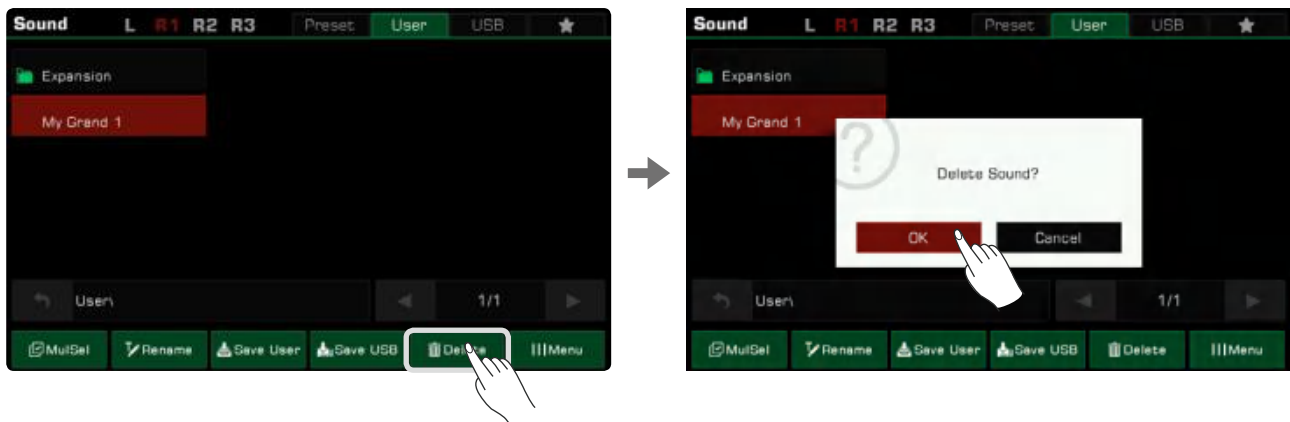 Sound L R1 R2 R3 Preset User USB
Expansion
My Grand 1
User\ 1/1
MulSel Rename Save User Save USB Delete Menu
Sound L R1 R2 R3 Preset User USB
Expansion
My Grand 1
Delete Sound?
OK Cancel
User\ 1/1
MulSel Rename Save User Save USB Delete Menu